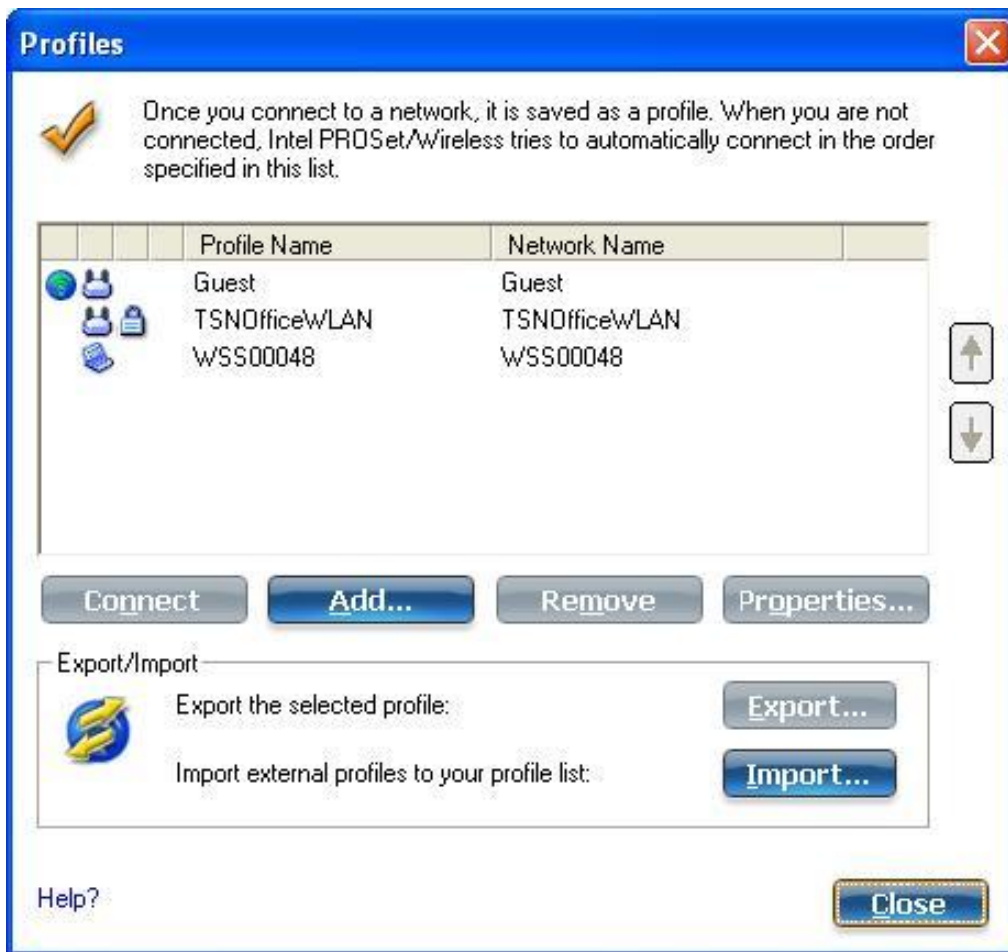 Profiles
Once you connect to a network, it is saved as a profile. When you are not
connected, Intel PROSet/Wireless tries to automatically connect in the order
specified in this list.
Profile Name Network Name
Guest Guest
TSNOfficeWLAN TSNOfficeWLAN
WSS00048 WSS00048
Connect Add... Remove Properties...
Export/Import
Export the selected profile: Export...
Import external profiles to your profile list: Import...
Help? Close